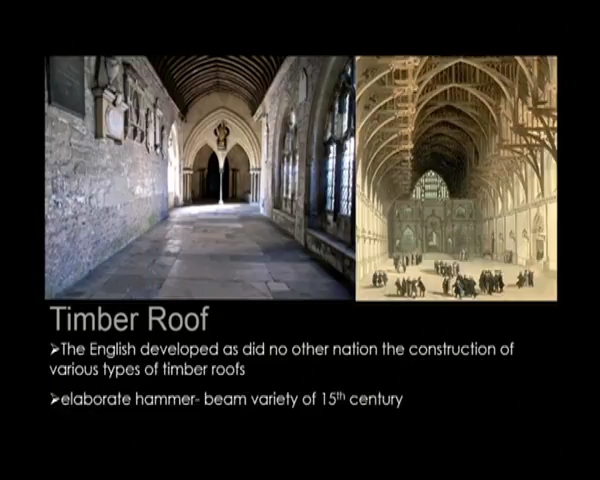 Timber Roof
➢The English developed as did no other nation the construction of
various types of timber roofs
➢elaborate hammer- beam variety of 15th century